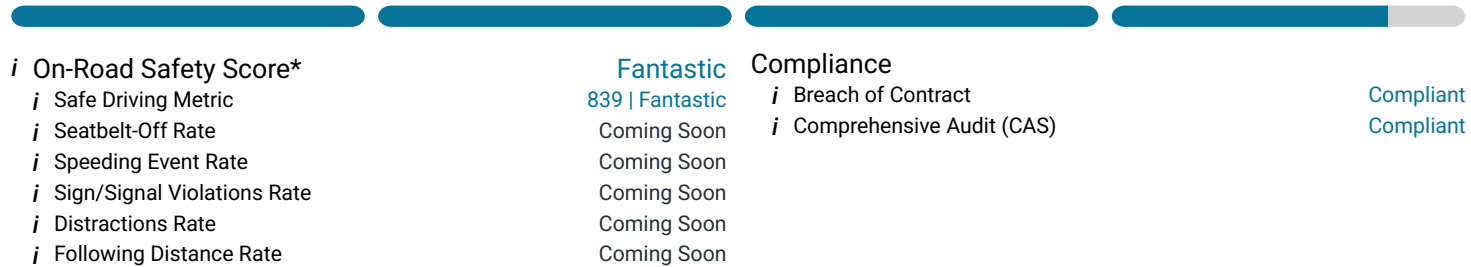 i On-Road Safety Score* Fantastic
i Safe Driving Metric 839 | Fantastic
i Seatbelt-Off Rate Coming Soon
i Speeding Event Rate Coming Soon
i Sign/Signal Violations Rate Coming Soon
i Distractions Rate Coming Soon
i Following Distance Rate Coming Soon
Compliance
i Breach of Contract Compliant
i Comprehensive Audit (CAS) Compliant